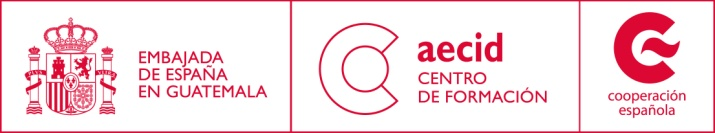 EMBAJADA
DE ESPAÑA
EN GUATEMALA
aecid
CENTRO
DE FORMACIÓN
cooperación
española